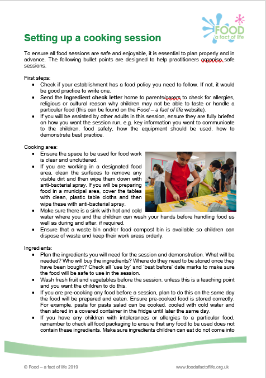 FOOD
a fact of life
Setting up a cooking session
To ensure all food sessions are safe and enjoyable, it is essential to plan properly and in
advance. The following bullet points are designed to help practitioners organise safe
sessions.
First steps:
• Check if your establishment has a food policy you need to follow. If not, it would
be good practice to write one.
• Send the ingredient check letter home to parents/carers to check for allergies,
religious or cultural reason why children may not be able to taste or handle a
particular food (this can be found on the Food - a fact of life website).
• If you will be assisted by other adults in this session, ensure they are fully briefed
on how you want the session run, e.g. key information you want to communicate
to the children, food safety, how the equipment should be used, how to
demonstrate best practice.
Cooking area:
• Ensure the space to be used for food work
is clear and uncluttered.
• If you are working in a designated food
area, clean the surfaces to remove any
visible dirt and then wipe them down with
anti-bacterial spray. If you will be preparing
food in a municipal area, cover the tables
with clean, plastic table cloths and then
wipe these with anti-bacterial spray.
• Make sure there is a sink with hot and cold
water where you and the children can wash your hands before handling food as
well as during and after, if required.
• Ensure that a waste bin and/or food compost bin is available so children can
dispose of waste and keep their work areas orderly.
Ingredients:
• Plan the ingredients you will need for the session and demonstration. What will be
needed? Who will buy the ingredients? Where do they need to be stored once they
have been bought? Check all 'use by' and 'best before' date marks to make sure
the food will be safe to use in the session.
• Wash fresh fruit and vegetables before the session, unless this is a teaching point
and you want the children to do this.
• If you are pre-cooking any food before a session, plan to do this on the same day
the food will be prepared and eaten. Ensure pre-cooked food is stored correctly.
For example, pasta for pasta salad can be cooked, cooled with cold water and
then stored in a covered container in the fridge until later the same day.
• If you have any children with intolerances or allergies to a particular food,
remember to check all food packaging to ensure that any food to be used does not
contain these ingredients. Make sure ingredients children can eat do not come into
© Food – a fact of life 2019
www.foodafactoflife.org.uk